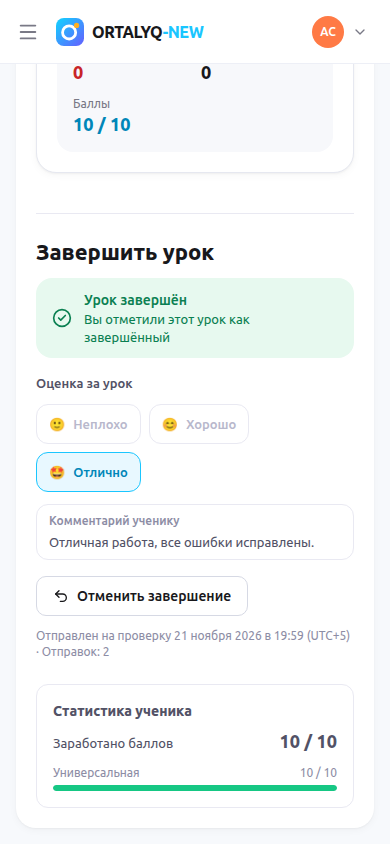 ORTALYQ-NEW
AC
0 0
Баллы
10 / 10
Завершить урок
Урок завершён
Вы отметили этот урок как
завершённый
Оценка за урок
Неплохо
Хорошо
Отлично
Комментарий ученику
Отличная работа, все ошибки исправлены.
Отменить завершение
Отправлен на проверку 21 ноября 2026 в 19:59 (UTC+5)
· Отправок: 2
Статистика ученика
Заработано баллов 10 / 10
Универсальная 10 / 10